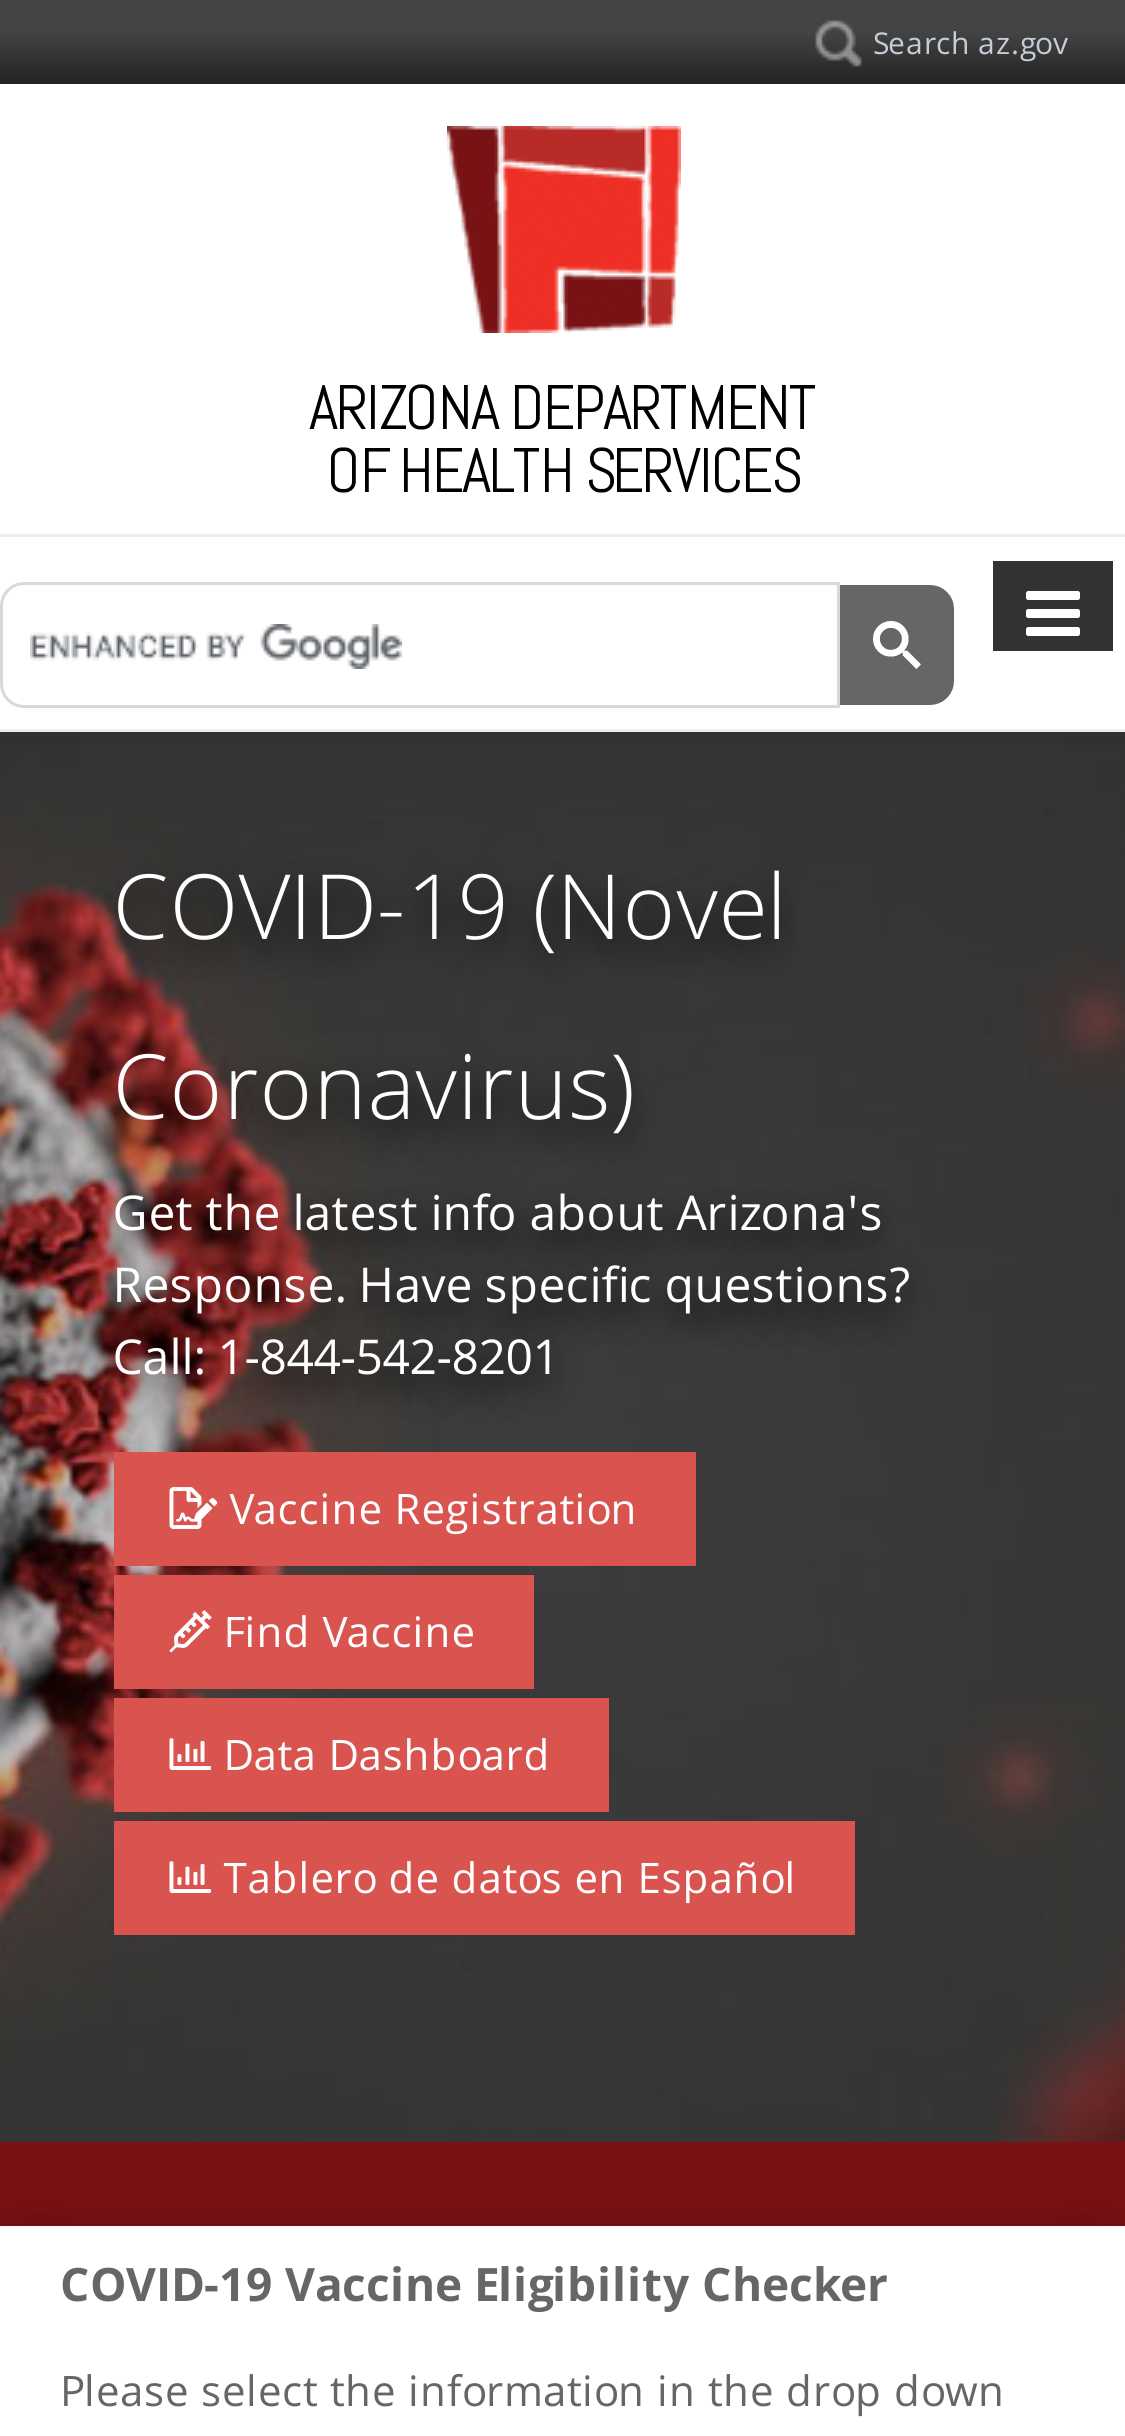 Search az.gov
ARIZONA DEPARTMENT
OF HEALTH SERVICES
ENHANCED BY Google
COVID-19 (Novel
Coronavirus)
Get the latest info about Arizona's
Response. Have specific questions?
Call: 1-844-542-8201
Vaccine Registration
Find Vaccine
Data Dashboard
Tablero de datos en Español
COVID-19 Vaccine Eligibility Checker
Please select the information in the drop down